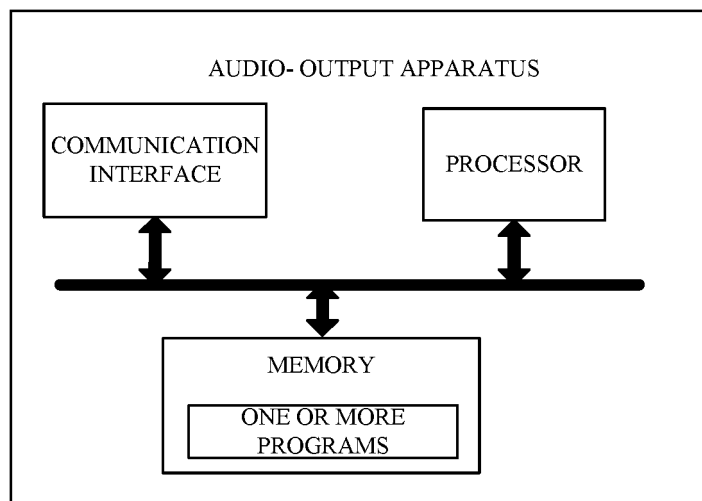 AUDIO- OUTPUT APPARATUS
COMMUNICATION
INTERFACE
PROCESSOR
MEMORY
ONE OR MORE
PROGRAMS